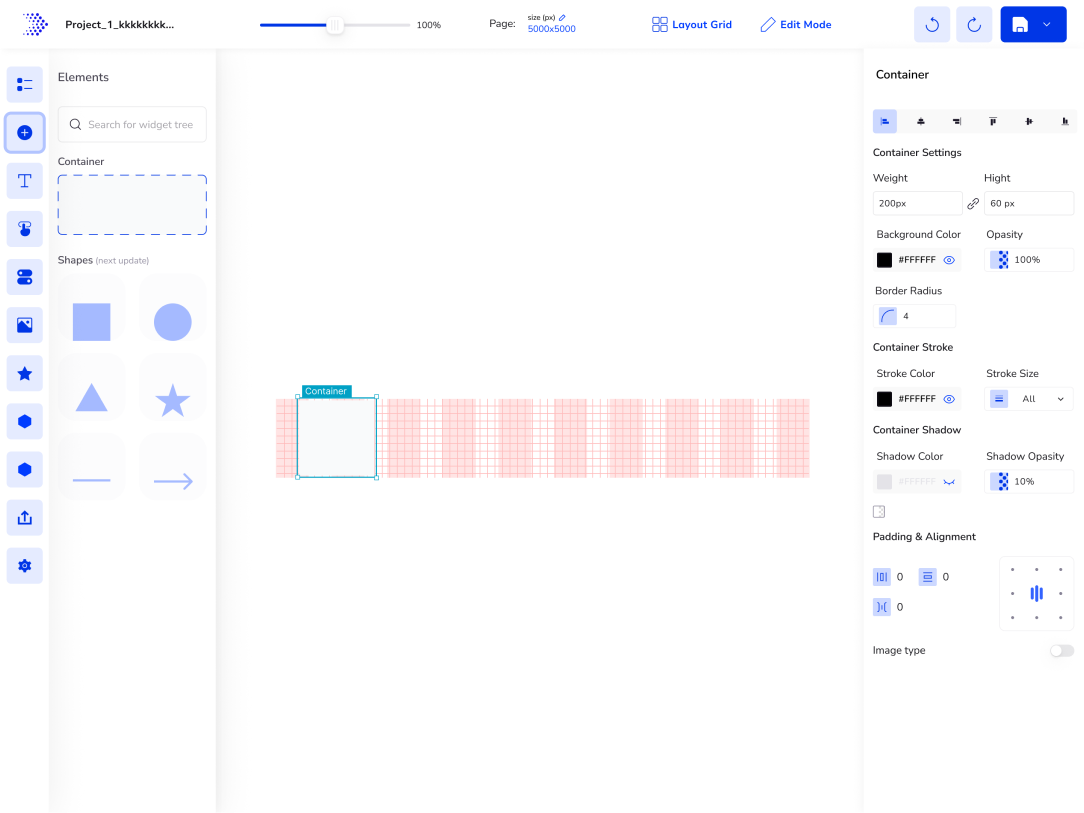 Project_1_kkkkkkkk...
100%
Page:
size (px)
5000x5000
Layout Grid
Edit Mode
Elements
Search for widget tree
Container
Shapes (next update)
Container
Container
Container Settings
Weight
Hight
200px
60 px
Background Color
Opasity
#FFFFFF
100%
Border Radius
4
Container Stroke
Stroke Color
Stroke Size
#FFFFFF
All
Container Shadow
Shadow Color
Shadow Opasity
#FFFFFF
10%
Padding & Alignment
0
0
0
Image type